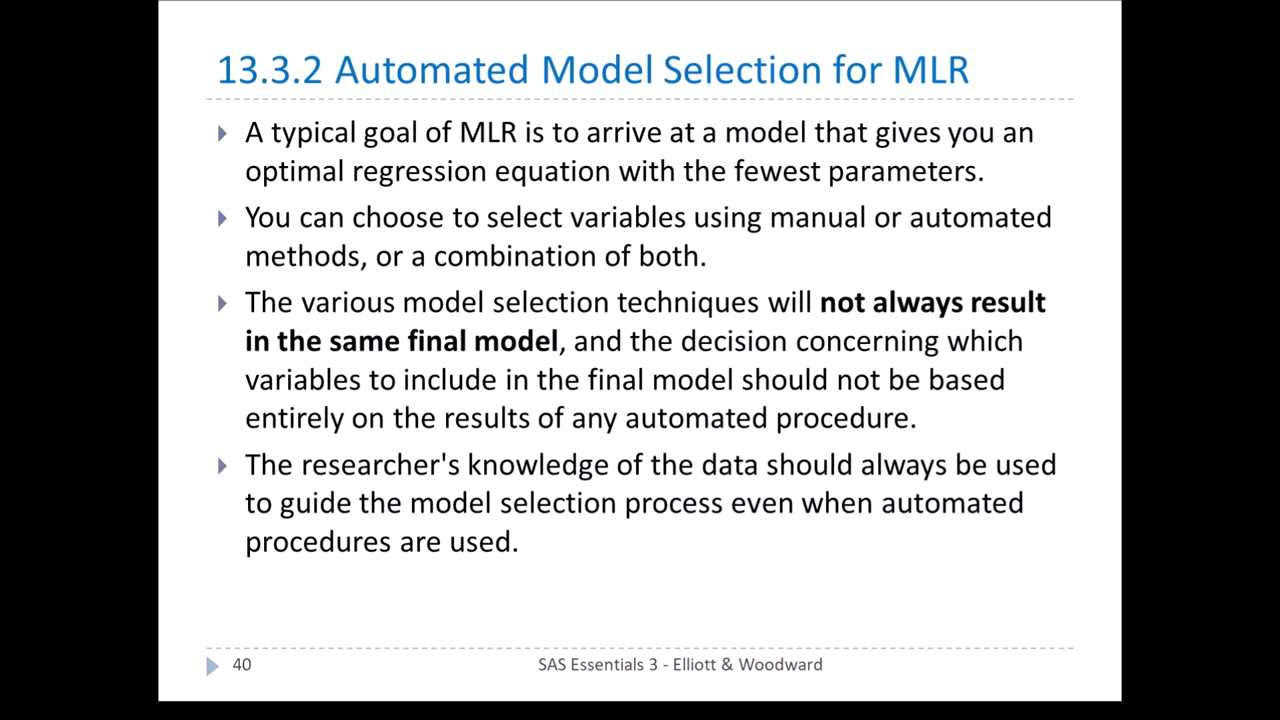 13.3.2 Automated Model Selection for MLR
A typical goal of MLR is to arrive at a model that gives you an
optimal regression equation with the fewest parameters.
You can choose to select variables using manual or automated
methods, or a combination of both.
The various model selection techniques will not always result
in the same final model, and the decision concerning which
variables to include in the final model should not be based
entirely on the results of any automated procedure.
The researcher's knowledge of the data should always be used
to guide the model selection process even when automated
procedures are used.
40 SAS Essentials 3 - Elliott & Woodward